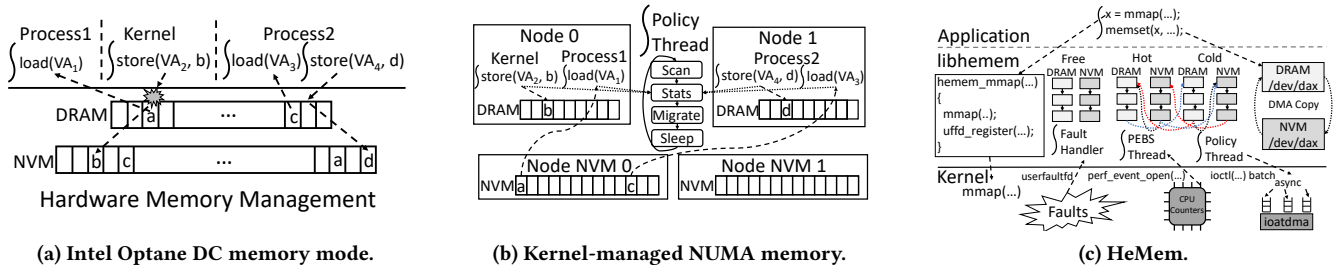 Process1
Kernel
Process2
load(VA1)
store(VA2, b)
load(VA3)
store(VA4, d)
DRAM
a
...
c
NVM
b
c
...
a
d
Hardware Memory Management
(a) Intel Optane DC memory mode.
Policy
Thread
Node 0
Node 1
Kernel
Process1
store(VA2, b)
load(VA1)
Scan
Stats
Migrate
Sleep
Process2
store(VA4, d)
load(VA3)
DRAM
b
DRAM
d
Node NVM 0
Node NVM 1
NVM
a
c
NVM
(b) Kernel-managed NUMA memory.
x = mmap(...);
memset(x, ...);
Application
libhemem
Free
Hot
Cold
DRAM NVM
DRAM NVM DRAM NVM
hemem_mmap(...)
{
mmap(..);
uffd_register(...);
}
DRAM
/dev/dax
DMA Copy
NVM
/dev/dax
Fault
Handler
PEBS
Thread
Policy
Thread
Kernel
mmap(...)
userfaultfd
perf_event_open(...)
ioctl(...) batch
async
Faults
CPU
Counters
ioatdma
(c) HeMem.